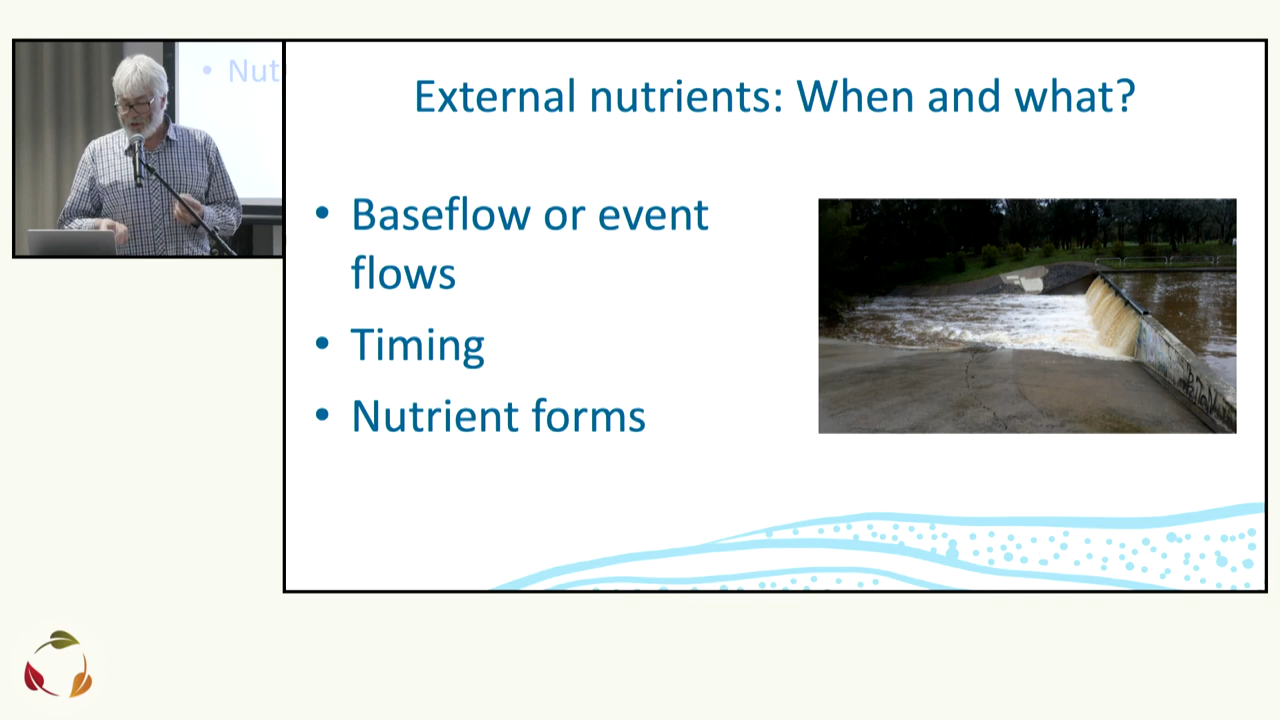 • Nut
External nutrients: When and what?
• Baseflow or event
flows
• Timing
• Nutrient forms